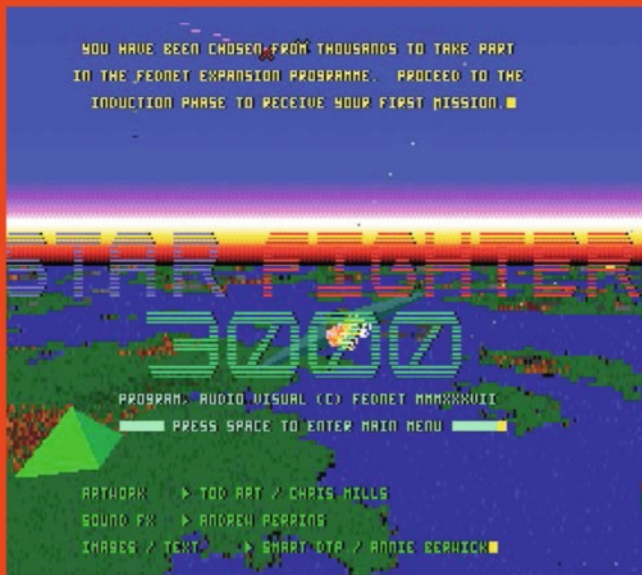 YOU HAVE BEEN CHOSEN FROM THOUSANDS TO TAKE PART
IN THE FEDNET EXPANSION PROGRAMME. PROCEED TO THE
INDUCTION PHASE TO RECEIVE YOUR FIRST MISSION.
STAR FIGHTER
3000
PROGRAM, AUDIO VISUAL (C) FEDNET MMMXXXVII
PRESS SPACE TO ENTER MAIN MENU
ARTWORK ▶ TOD ART / CHRIS MILLS
SOUND FX ▶ ANDREW PERRINS
IMAGES / TEXT ▶ SMART DTP / ANNIE BERWICK